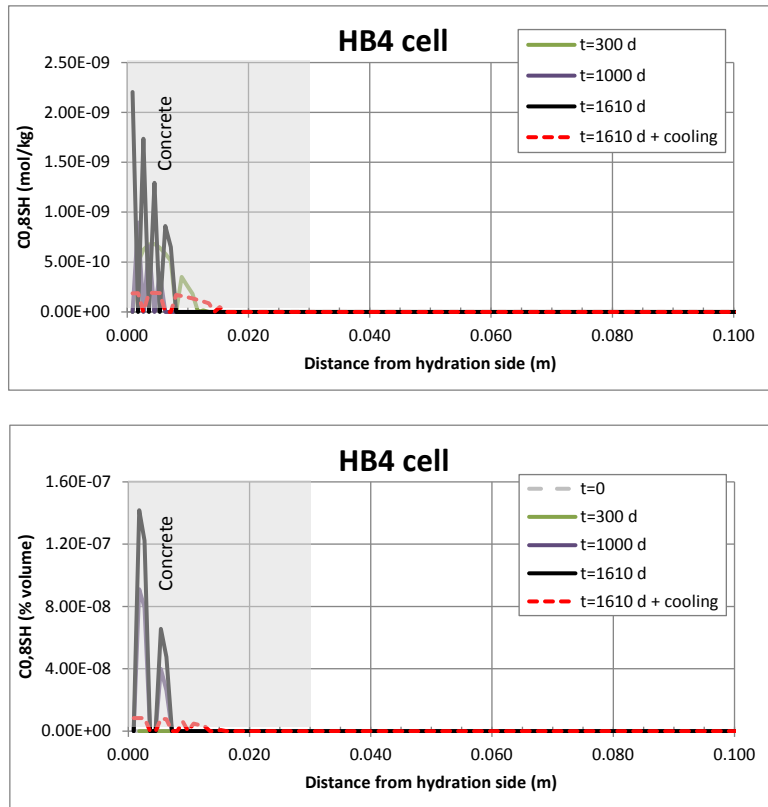 HB4 cell
t=300 d
t=1000 d
t=1610 d
t=1610 d + cooling
2.50E-09
2.00E-09
1.50E-09
1.00E-09
5.00E-10
0.00E+00
C0,8SH (mol/kg)
Concrete
0.000
0.020
0.040
0.060
0.080
0.100
Distance from hydration side (m)
HB4 cell
t=0
t=300 d
t=1000 d
t=1610 d
t=1610 d + cooling
1.60E-07
1.20E-07
8.00E-08
4.00E-08
0.00E+00
C0,8SH (% volume)
Concrete
0.000
0.020
0.040
0.060
0.080
0.100
Distance from hydration side (m)